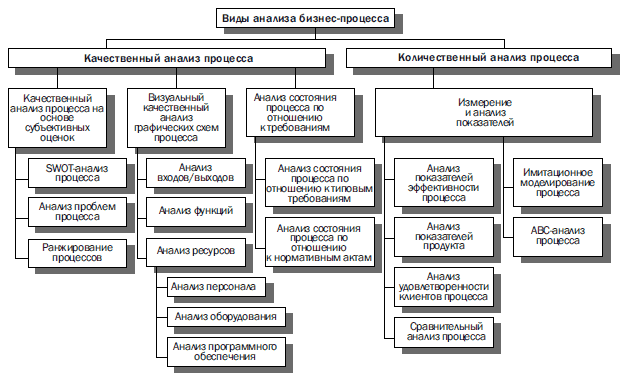 Виды анализа бизнес-процесса
Качественный анализ процесса
Количественный анализ процесса
Качественный
анализ процесса на
основе
субъективных
оценок
Визуальный
качественный
анализ
графических схем
процесса
Анализ состояния
процесса по
отношению
к требованиям
Измерение
и анализ
показателей
SWOT-анализ
процесса
Анализ проблем
процесса
Ранжирование
процессов
Анализ
входов/выходов
Анализ функций
Анализ ресурсов
Анализ персонала
Анализ оборудования
Анализ программного
обеспечения
Анализ состояния
процесса по
отношению к типовым
требованиям
Анализ состояния
процесса по
отношению
к нормативным актам
Анализ
показателей
эффективности
процесса
Анализ
показателей
продукта
Анализ
удовлетворенности
клиентов процесса
Сравнительный
анализ процесса
Имитационное
моделирование
процесса
ABC-анализ
процесса